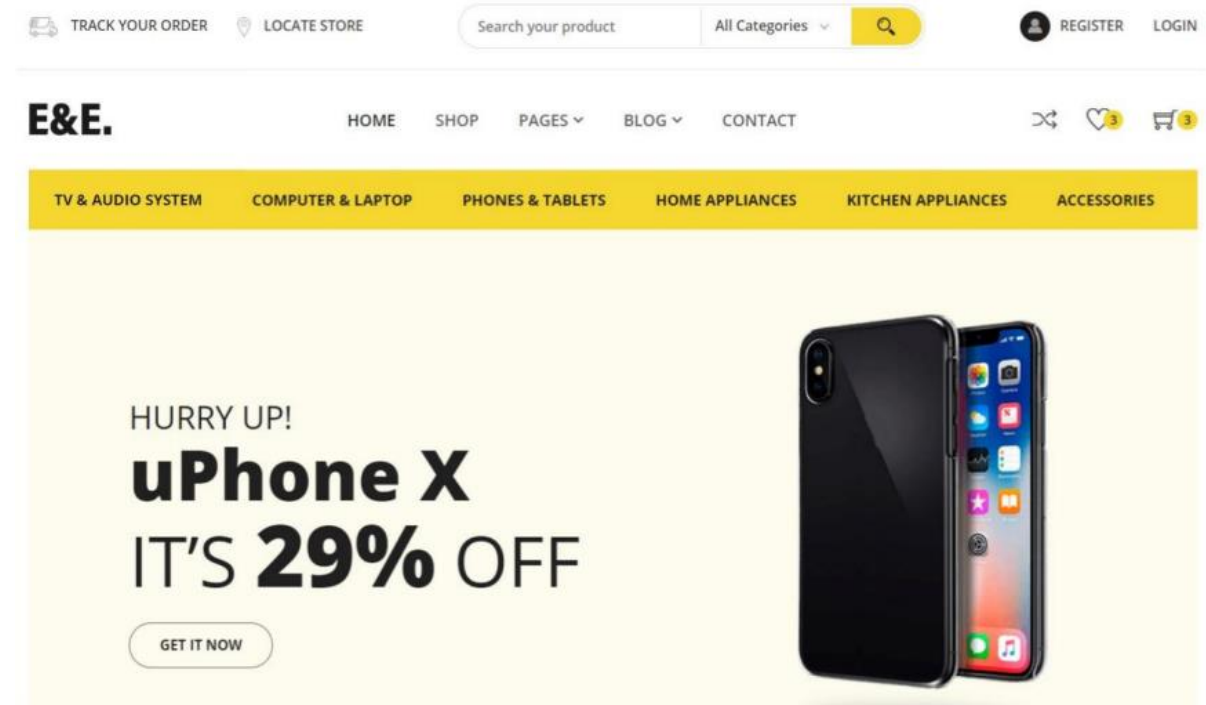 TRACK YOUR ORDER LOCATE STORE Search your product All Categories REGISTER LOGIN
E&E. HOME SHOP PAGES BLOG CONTACT 3 3
TV & AUDIO SYSTEM COMPUTER & LAPTOP PHONES & TABLETS HOME APPLIANCES KITCHEN APPLIANCES ACCESSORIES
HURRY UP!
uPhone X
IT'S 29% OFF
GET IT NOW